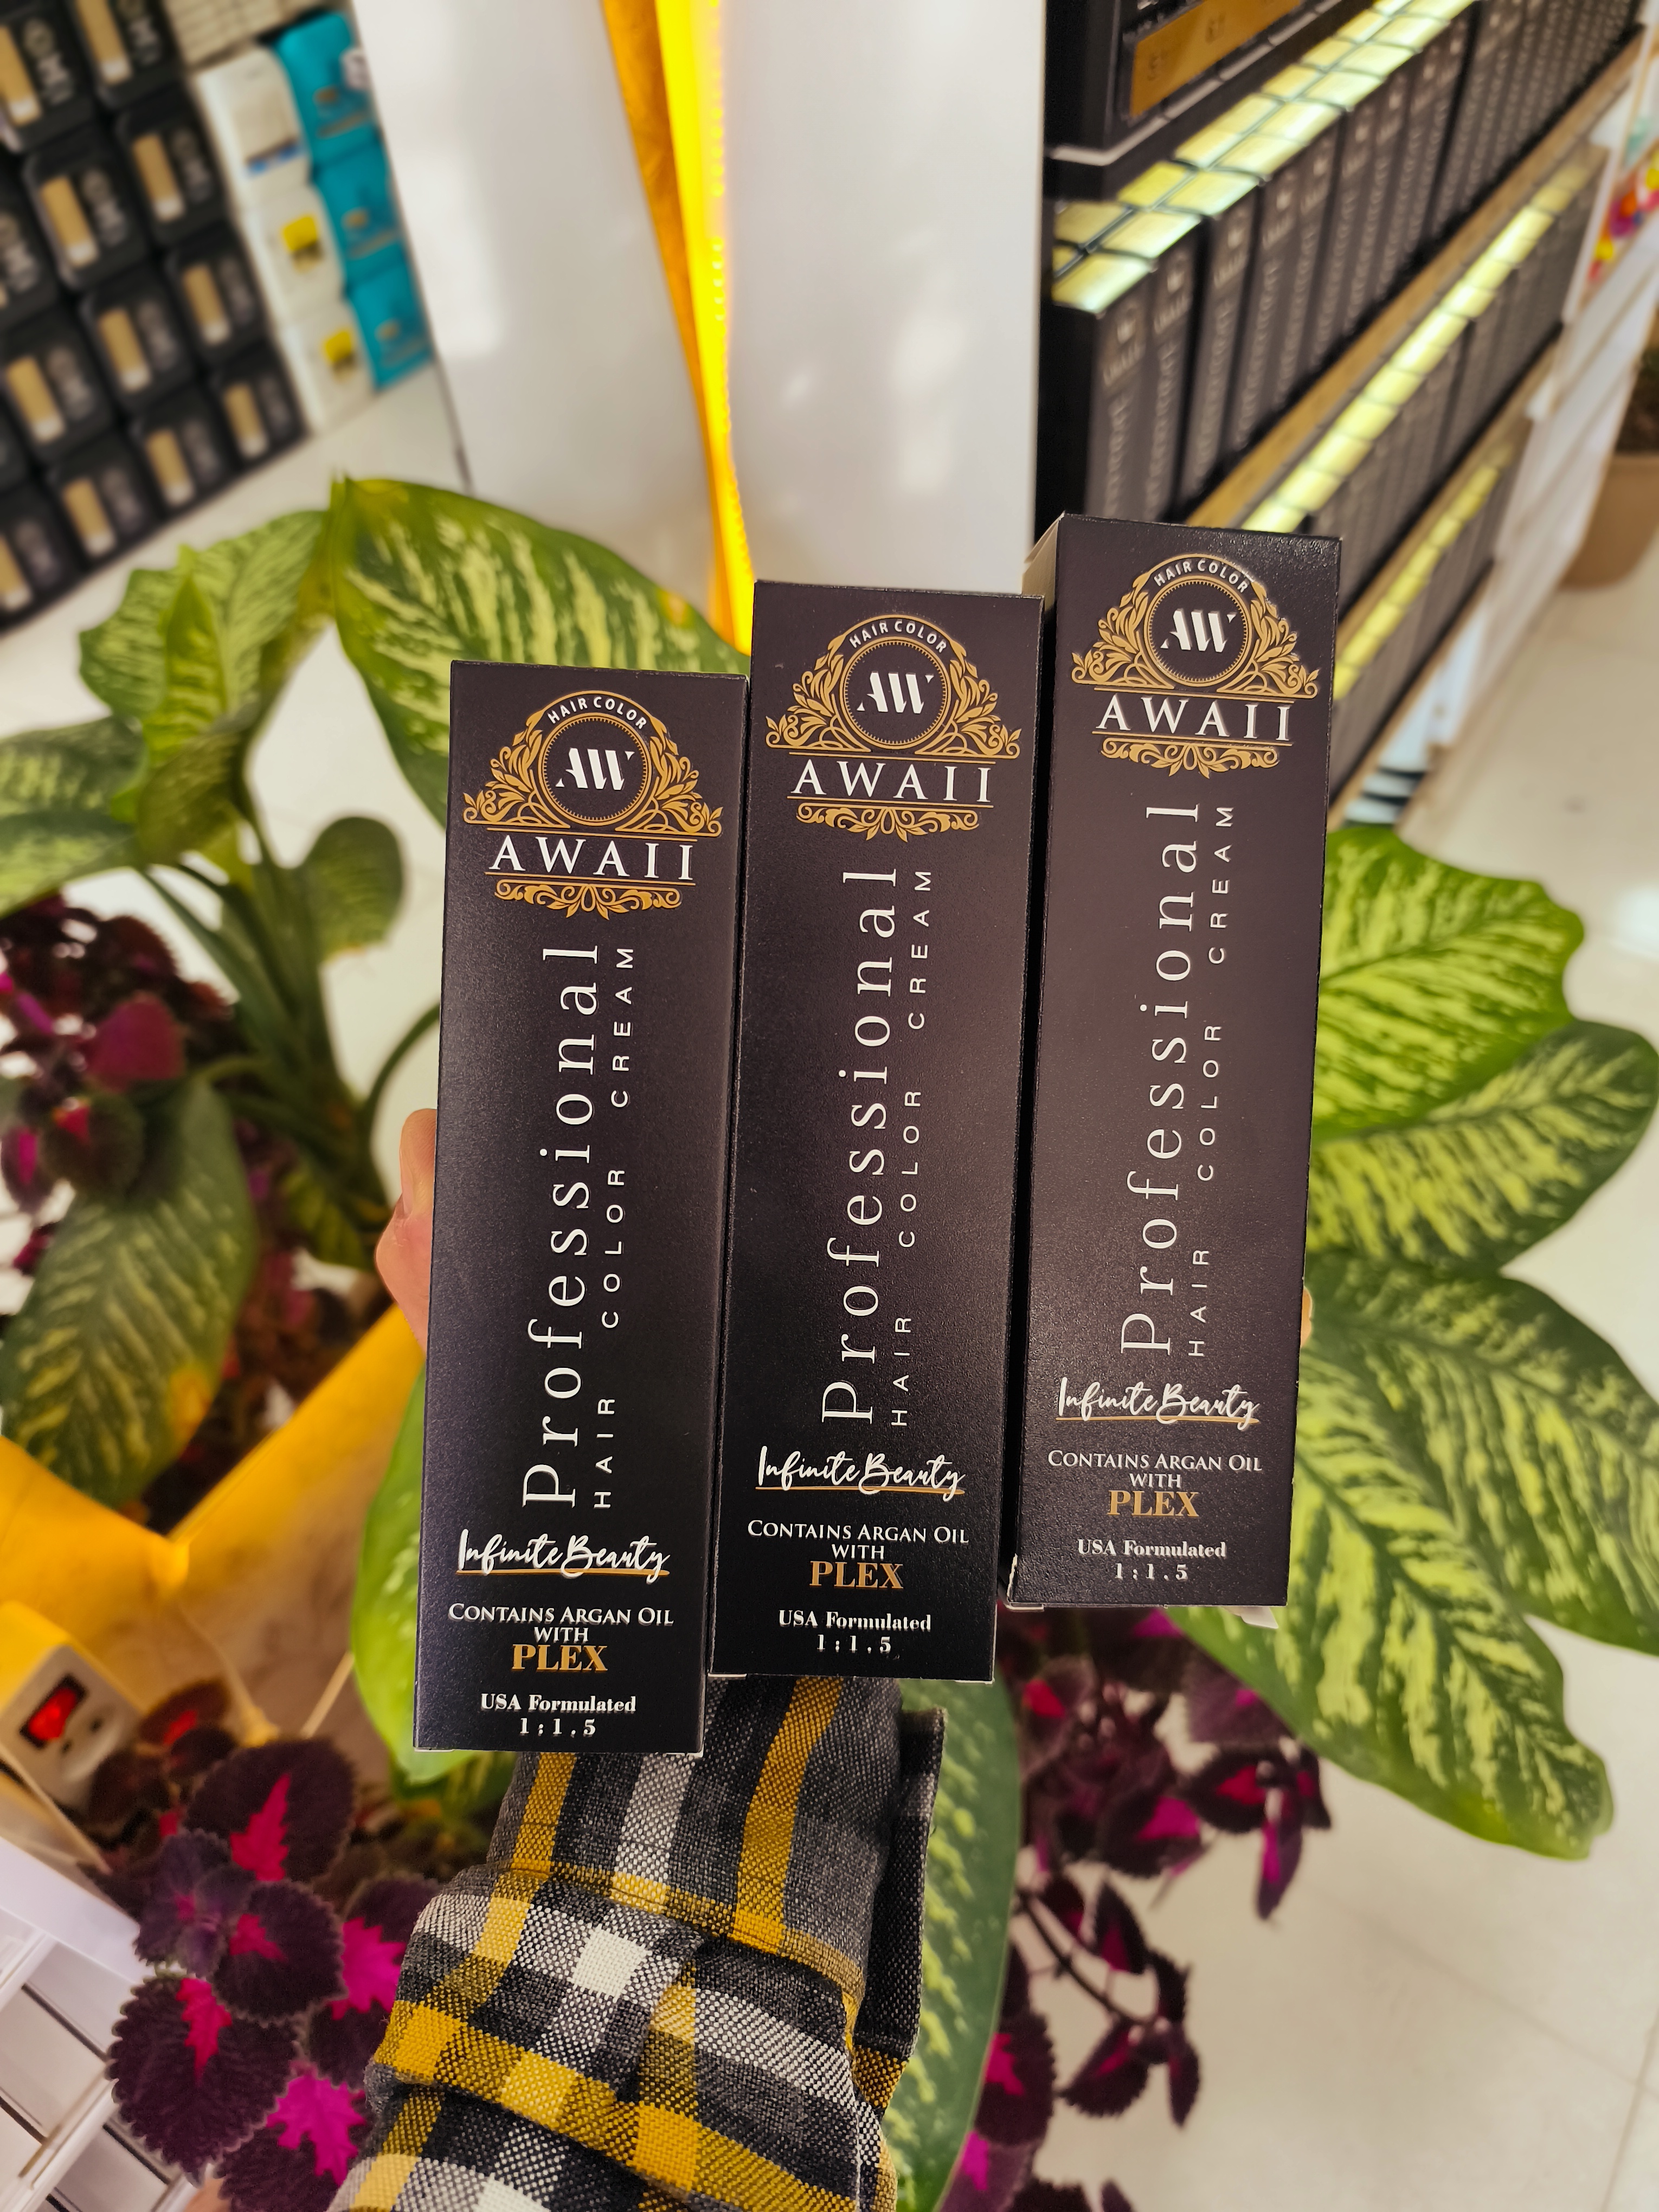 HAIR COLOR
AW
AWAII
Professional
HAIR COLOR CREAM
Infinite Beauty
CONTAINS ARGAN OIL
WITH
PLEX
USA Formulated
1:1.5
HAIR COLOR
AW
AWAII
Professional
HAIR COLOR CREAM
Infinite Beauty
CONTAINS ARGAN OIL
WITH
PLEX
USA Formulated
1:1.5
HAIR COLOR
AW
AWAII
Professional
HAIR COLOR CREAM
Infinite Beauty
CONTAINS ARGAN OIL
WITH
PLEX
USA Formulated
1:1.5